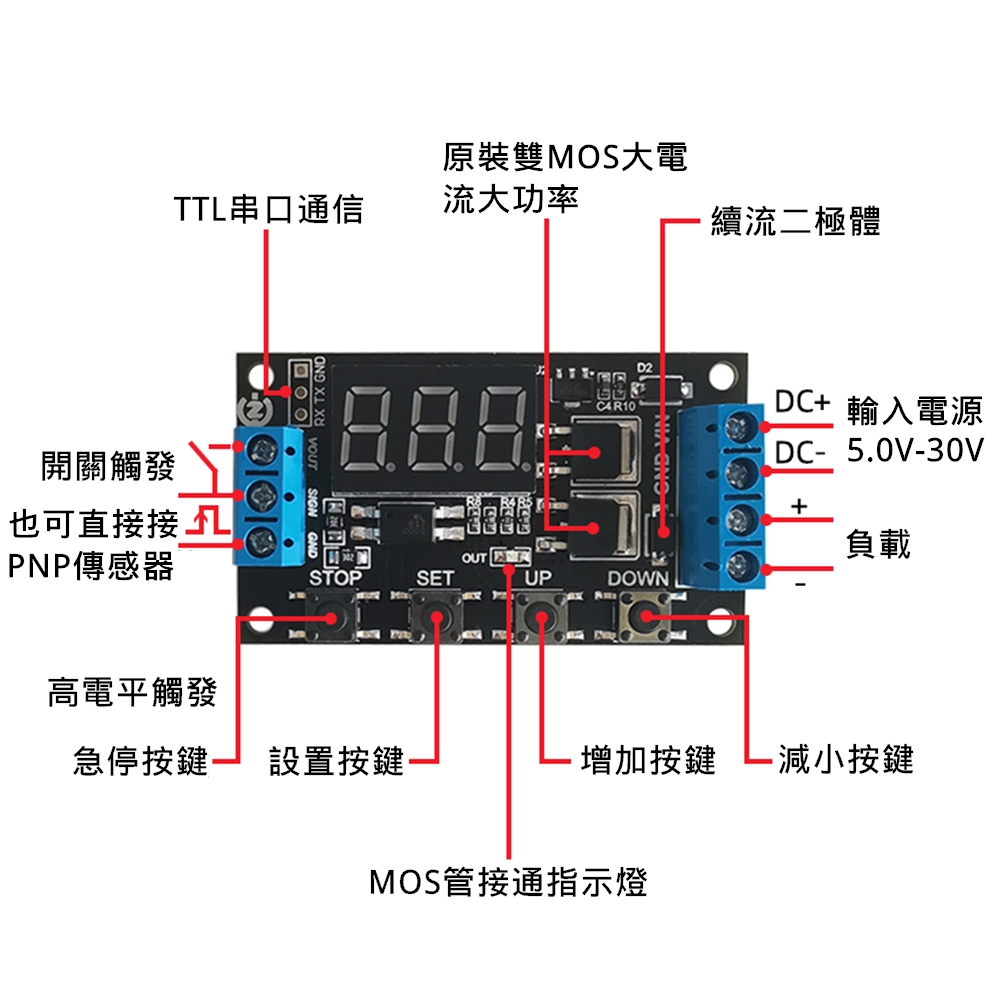 原裝雙MOS大電
流大功率
TTL串口通信
續流二極體
GND
TX
RX
D2
C4 R10
VIN
GND
DC+
DC-
輸入電源
5.0V-30V
+
-
負載
開關觸發
也可直接接
PNP傳感器
VOUT
SIGN
GND
OUT
STOP
SET
UP
DOWN
高電平觸發
急停按鍵
設置按鍵
增加按鍵
減小按鍵
MOS管接通指示燈